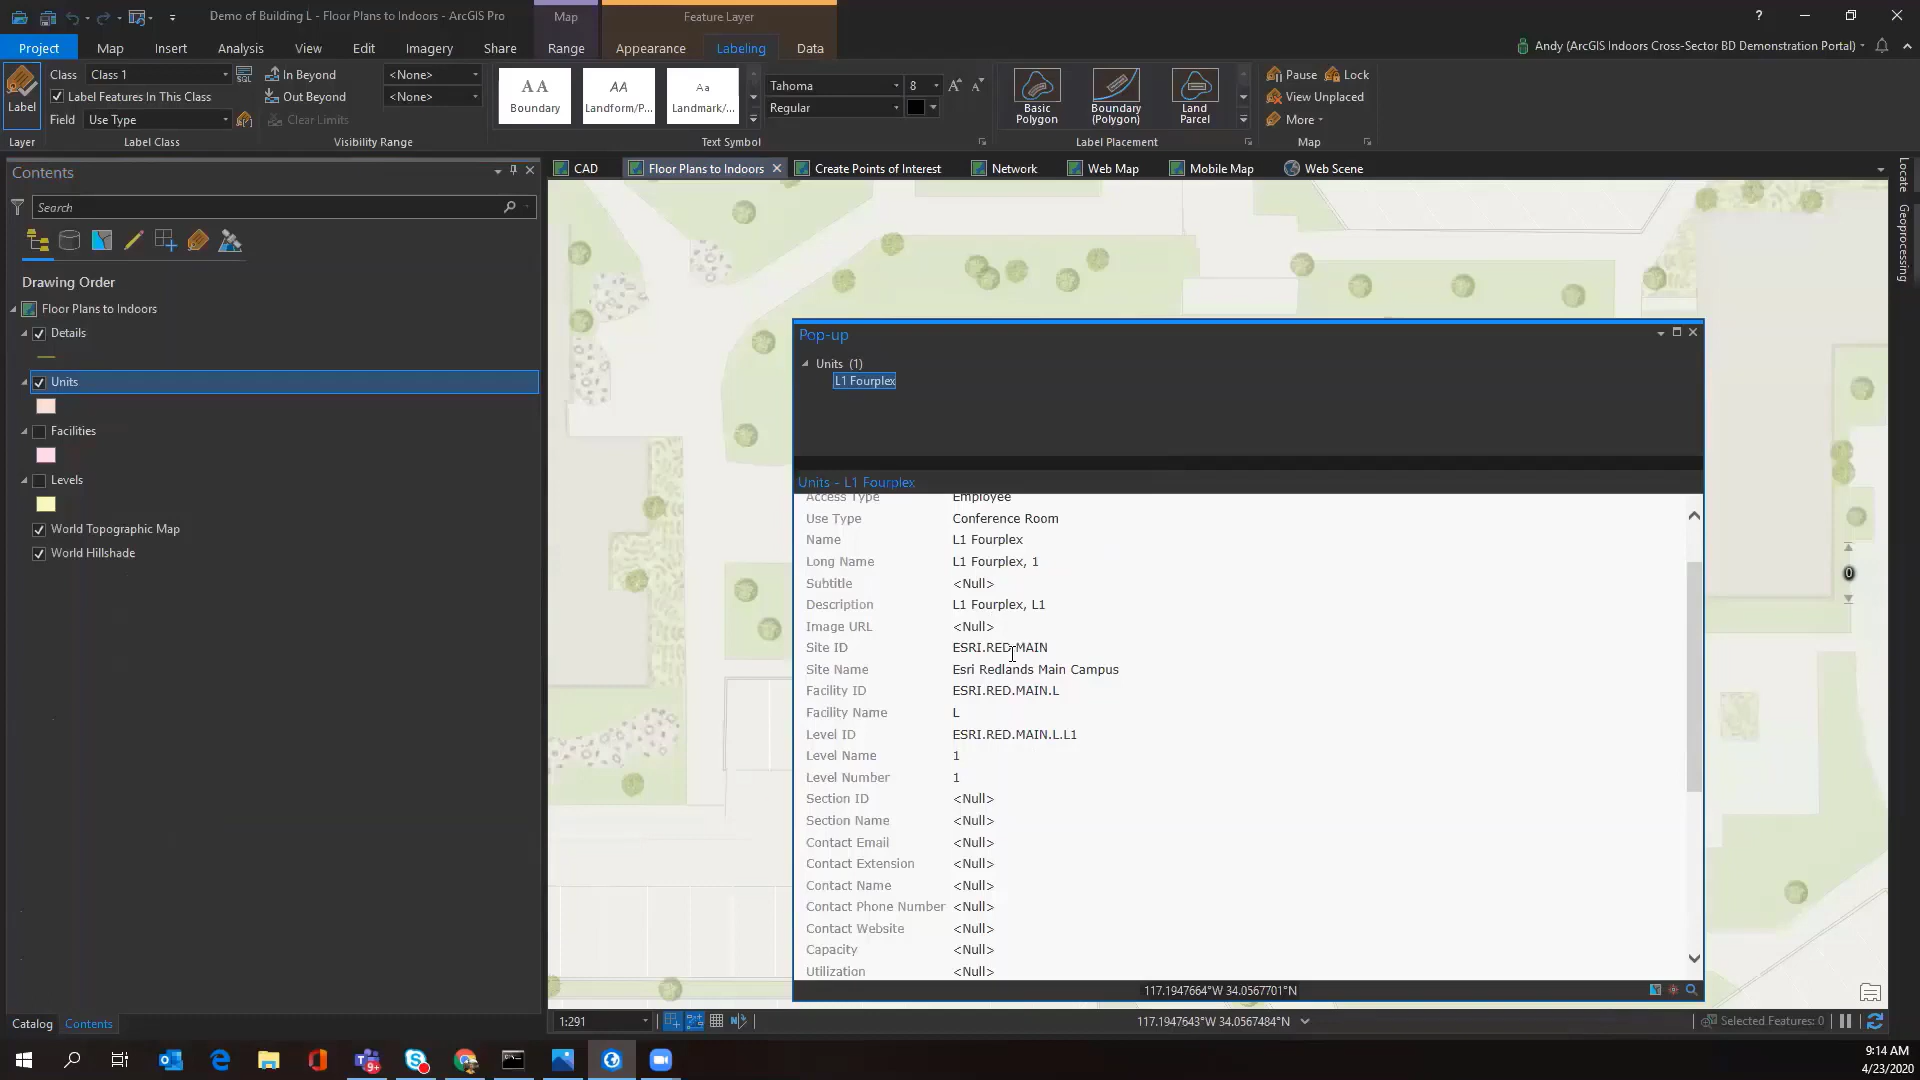 Demo of Building L - Floor Plans to Indoors - ArcGIS Pro
Map
Feature Layer
?
Project
Map
Insert
Analysis
View
Edit
Imagery
Share
Range
Appearance
Labeling
Data
Andy (ArcGIS Indoors Cross-Sector BD Demonstration Portal)
Label
Layer
Class
Class 1
SQL
Label Features In This Class
Field
Use Type
Label Class
In Beyond
<None>
Out Beyond
<None>
Clear Limits
Visibility Range
AA
Boundary
AA
Landform/P...
Aa
Landmark/...
Tahoma
8
Regular
Text Symbol
Basic
Polygon
Boundary
(Polygon)
Land
Parcel
Label Placement
Pause
Lock
View Unplaced
More
Map
Contents
Search
Drawing Order
Floor Plans to Indoors
Details
Units
Facilities
Levels
World Topographic Map
World Hillshade
Catalog
Contents
CAD
Floor Plans to Indoors
Create Points of Interest
Network
Web Map
Mobile Map
Web Scene
Locate
Geoprocessing
Pop-up
Units (1)
L1 Fourplex
Units - L1 Fourplex
Access Type Employee
Use Type Conference Room
Name L1 Fourplex
Long Name L1 Fourplex, 1
Subtitle <Null>
Description L1 Fourplex, L1
Image URL <Null>
Site ID ESRI.RED.MAIN
Site Name Esri Redlands Main Campus
Facility ID ESRI.RED.MAIN.L
Facility Name L
Level ID ESRI.RED.MAIN.L.L1
Level Name 1
Level Number 1
Section ID <Null>
Section Name <Null>
Contact Email <Null>
Contact Extension <Null>
Contact Name <Null>
Contact Phone Number <Null>
Contact Website <Null>
Capacity <Null>
Utilization <Null>
117.1947664°W 34.0567701°N
0
1:291
117.1947643°W 34.0567484°N
Selected Features: 0
9+
9:14 AM
4/23/2020